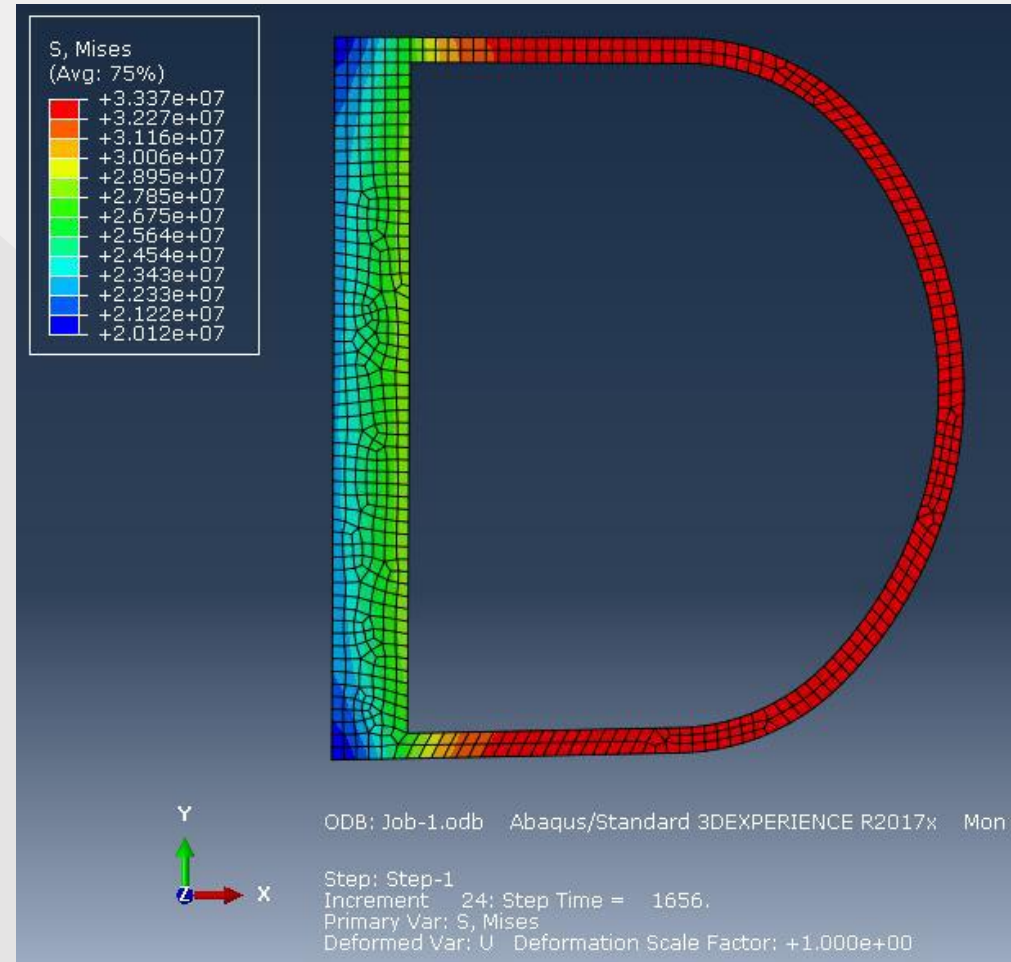 S, Mises
(Avg: 75%)
+3.337e+07
+3.227e+07
+3.116e+07
+3.006e+07
+2.895e+07
+2.785e+07
+2.675e+07
+2.564e+07
+2.454e+07
+2.343e+07
+2.233e+07
+2.122e+07
+2.012e+07
Y
Z
X
ODB: Job-1.odb Abaqus/Standard 3DEXPERIENCE R2017x Mon
Step: Step-1
Increment 24: Step Time = 1656.
Primary Var: S, Mises
Deformed Var: U Deformation Scale Factor: +1.000e+00